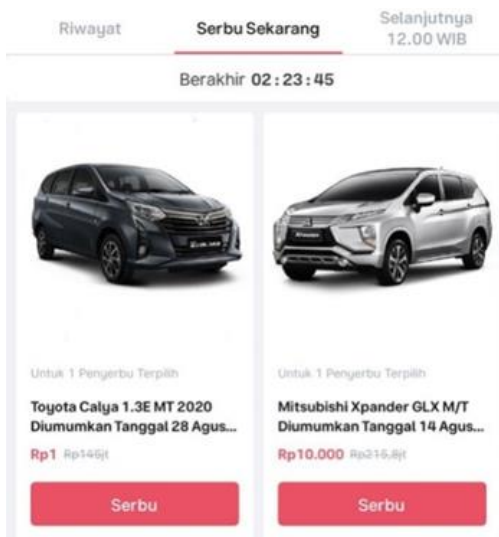 Riwayat
Serbu Sekarang
Selanjutnya
12.00 WIB
Berakhir 02:23:45
Untuk 1 Penyerbu Terpilih
Toyota Calya 1.3E MT 2020
Diumumkan Tanggal 28 Agus...
Rp1 Rp145jt
Serbu
Untuk 1 Penyerbu Terpilih
Mitsubishi Xpander GLX M/T
Diumumkan Tanggal 14 Agus...
Rp10.000 Rp215,8jt
Serbu